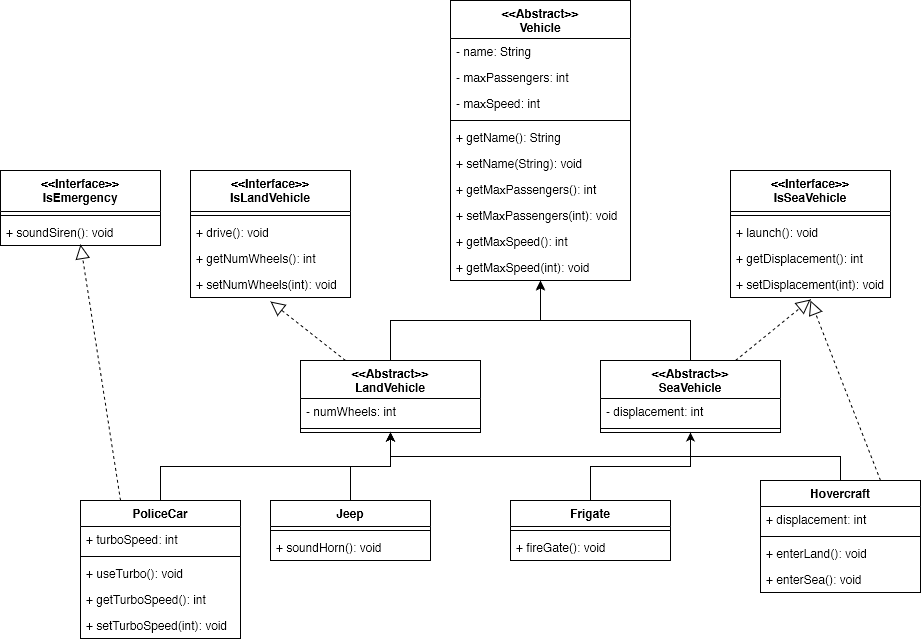 <<Abstract>>
Vehicle
- name: String
- maxPassengers: int
- maxSpeed: int
+ getName(): String
+ setName(String): void
+ getMaxPassengers(): int
+ setMaxPassengers(int): void
+ getMaxSpeed(): int
+ getMaxSpeed(int): void
<<Interface>>
IsEmergency
+ soundSiren(): void
<<Interface>>
IsLandVehicle
+ drive(): void
+ getNumWheels(): int
+ setNumWheels(int): void
<<Interface>>
IsSeaVehicle
+ launch(): void
+ getDisplacement(): int
+ setDisplacement(int): void
<<Abstract>>
LandVehicle
- numWheels: int
<<Abstract>>
SeaVehicle
- displacement: int
PoliceCar
+ turboSpeed: int
+ useTurbo(): void
+ getTurboSpeed(): int
+ setTurboSpeed(int): void
Jeep
+ soundHorn(): void
Frigate
+ fireGate(): void
Hovercraft
+ displacement: int
+ enterLand(): void
+ enterSea(): void